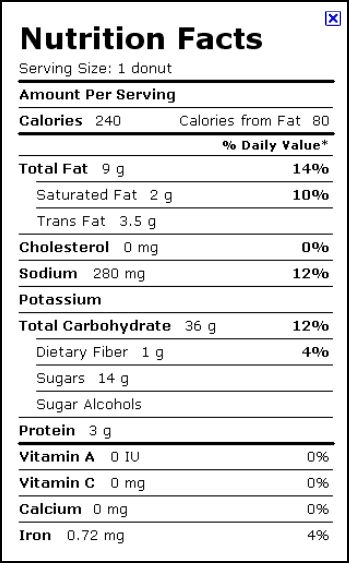 Nutrition Facts
Serving Size: 1 donut
Amount Per Serving
Calories 240 Calories from Fat 80
% Daily Value*
Total Fat 9 g 14%
Saturated Fat 2 g 10%
Trans Fat 3.5 g
Cholesterol 0 mg 0%
Sodium 280 mg 12%
Potassium
Total Carbohydrate 36 g 12%
Dietary Fiber 1 g 4%
Sugars 14 g
Sugar Alcohols
Protein 3 g
Vitamin A 0 IU 0%
Vitamin C 0 mg 0%
Calcium 0 mg 0%
Iron 0.72 mg 4%